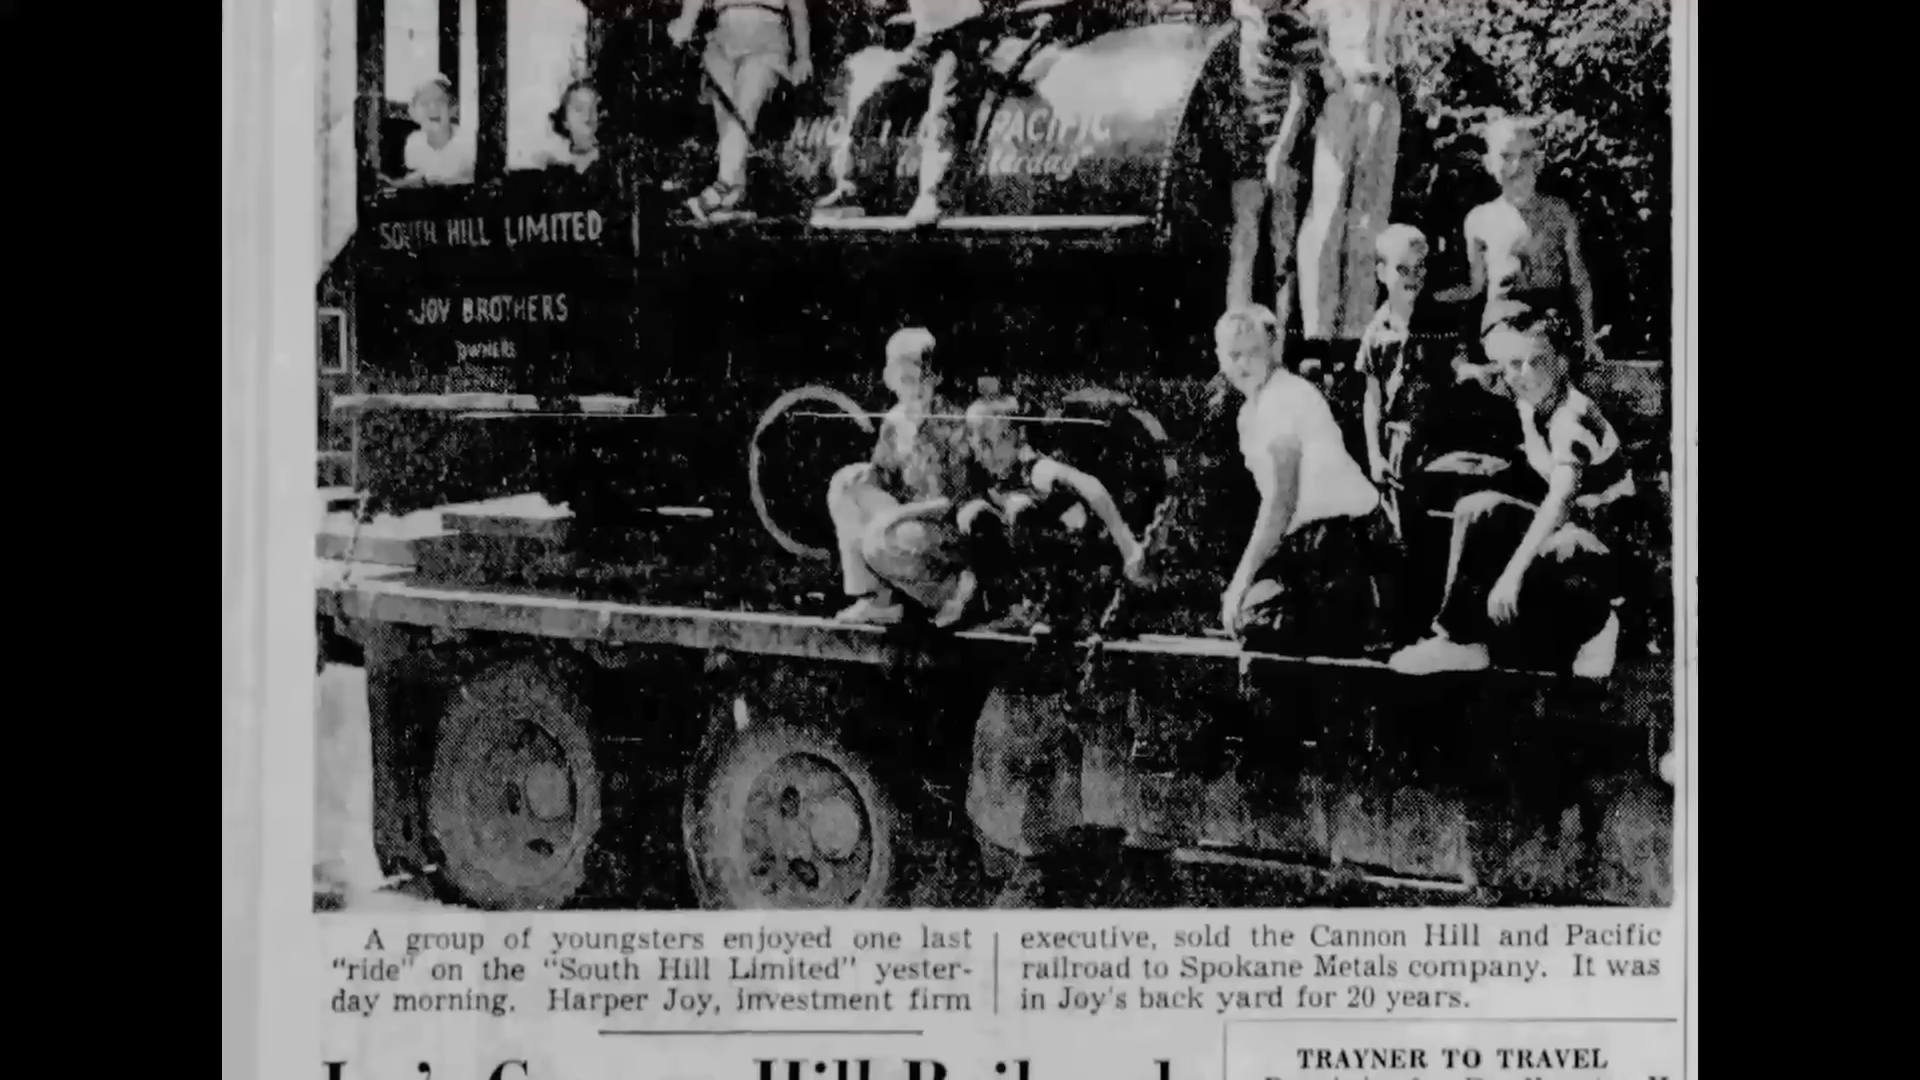 PACIFIC
SOUTH HILL LIMITED
JOY BROTHERS
OWNERS
A group of youngsters enjoyed one last
"ride" on the "South Hill Limited" yester-
day morning. Harper Joy, investment firm
executive, sold the Cannon Hill and Pacific
railroad to Spokane Metals company. It was
in Joy's back yard for 20 years.
Hill Railroad
TRAYNER TO TRAVEL